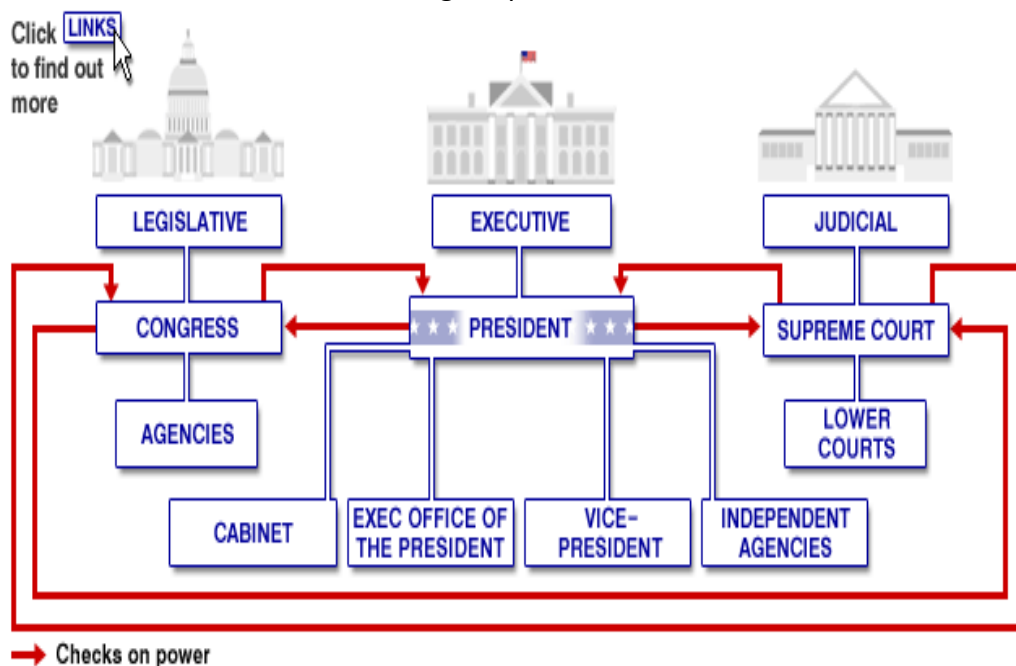 Click LINKS
to find out
more
LEGISLATIVE
EXECUTIVE
JUDICIAL
CONGRESS
PRESIDENT
SUPREME COURT
AGENCIES
LOWER
COURTS
CABINET
EXEC OFFICE OF
THE PRESIDENT
VICE–
PRESIDENT
INDEPENDENT
AGENCIES
Checks on power